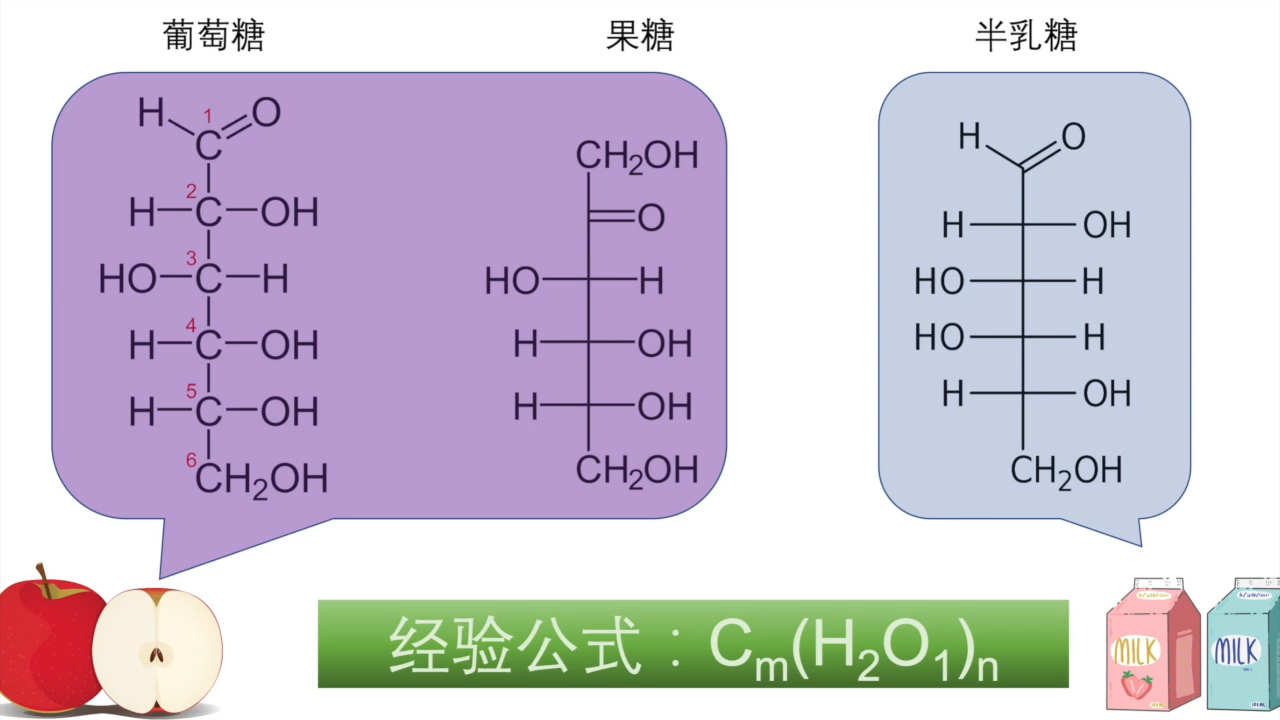 葡萄糖
果糖
半乳糖
H O
1
C
2
H C OH
3
HO C H
4
H C OH
5
H C OH
6
CH₂OH
CH₂OH
O
HO H
H OH
H OH
CH₂OH
H O
H OH
HO H
HO H
H OH
CH₂OH
经验公式：Cₘ(H₂O₁)ₙ
MILK
MILK